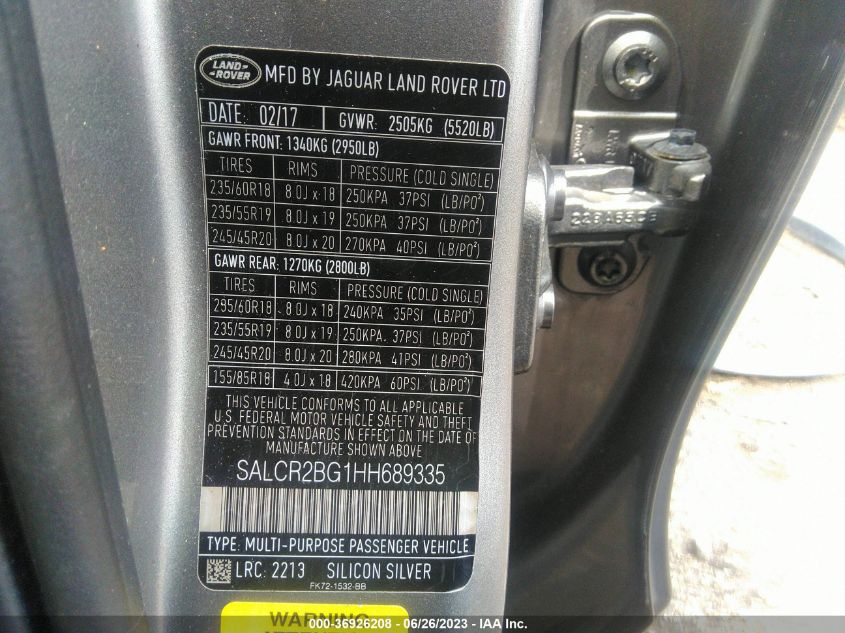 LAND-
-ROVER
MFD BY JAGUAR LAND ROVER LTD
DATE: 02/17 GVWR: 2505KG (5520LB)
GAWR FRONT: 1340KG (2950LB)
TIRES RIMS PRESSURE (COLD SINGLE)
235/60R18 8.0J x 18 250KPA 37PSI (LB/PO²)
235/55R19 8.0J x 19 250KPA 37PSI (LB/PO²)
245/45R20 8.0J x 20 270KPA 40PSI (LB/PO²)
GAWR REAR: 1270KG (2800LB)
TIRES RIMS PRESSURE (COLD SINGLE)
295/60R18 8.0J x 18 240KPA 35PSI (LB/PO²)
235/55R19 8.0J x 19 250KPA. 37PSI (LB/PO²)
245/45R20 8.0J x 20 280KPA 41PSI (LB/PO²)
155/85R18 4.0J x 18 420KPA 60PSI (LB/PO²)
THIS VEHICLE CONFORMS TO ALL APPLICABLE
U.S. FEDERAL MOTOR VEHICLE SAFETY AND THEFT
PREVENTION STANDARDS IN EFFECT ON THE DATE OF
MANUFACTURE SHOWN ABOVE
SALCR2BG1HH689335
TYPE: MULTI-PURPOSE PASSENGER VEHICLE
LRC: 2213 SILICON SILVER
FK72-1532-BB
WARNING
000-36926208 - 06/26/2023 - IAA Inc.